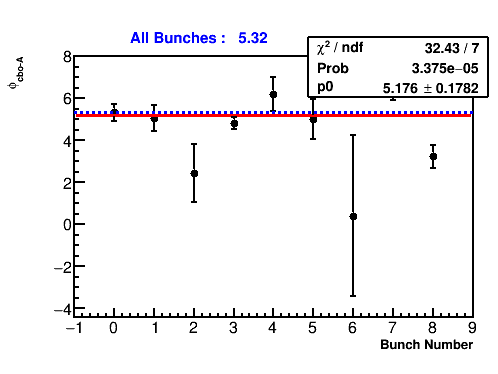 All Bunches : 5.32
χ² / ndf 32.43 / 7
Prob 3.375e−05
p0 5.176 ± 0.1782
ϕcbo-A
8
6
4
2
0
−2
−4
−1 0 1 2 3 4 5 6 7 8 9
Bunch Number